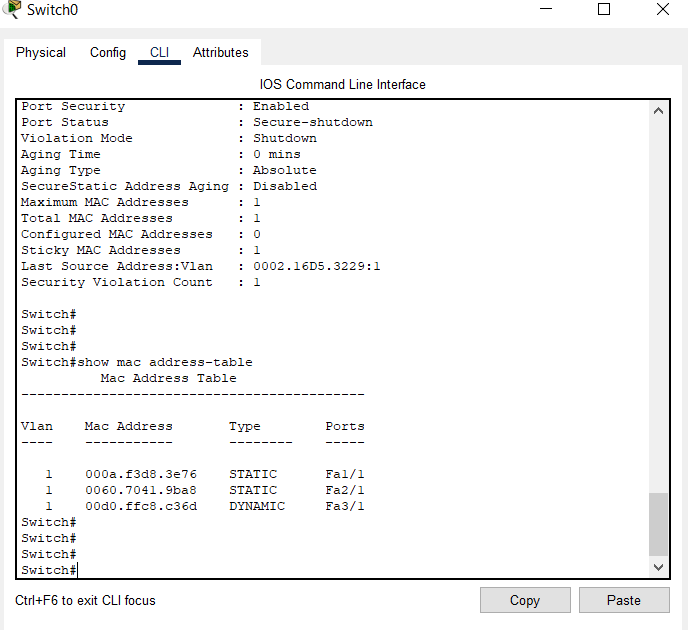 Switch0
Physical Config CLI Attributes
IOS Command Line Interface
Port Security : Enabled
Port Status : Secure-shutdown
Violation Mode : Shutdown
Aging Time : 0 mins
Aging Type : Absolute
SecureStatic Address Aging : Disabled
Maximum MAC Addresses : 1
Total MAC Addresses : 1
Configured MAC Addresses : 0
Sticky MAC Addresses : 1
Last Source Address:Vlan : 0002.16D5.3229:1
Security Violation Count : 1
Switch#
Switch#
Switch#
Switch#show mac address-table
Mac Address Table
-------------------------------------------
Vlan Mac Address Type Ports
---- ----------- -------- -----
1 000a.f3d8.3e76 STATIC Fa1/1
1 0060.7041.9ba8 STATIC Fa2/1
1 00d0.ffc8.c36d DYNAMIC Fa3/1
Switch#
Switch#
Switch#
Switch#
Ctrl+F6 to exit CLI focus Copy Paste